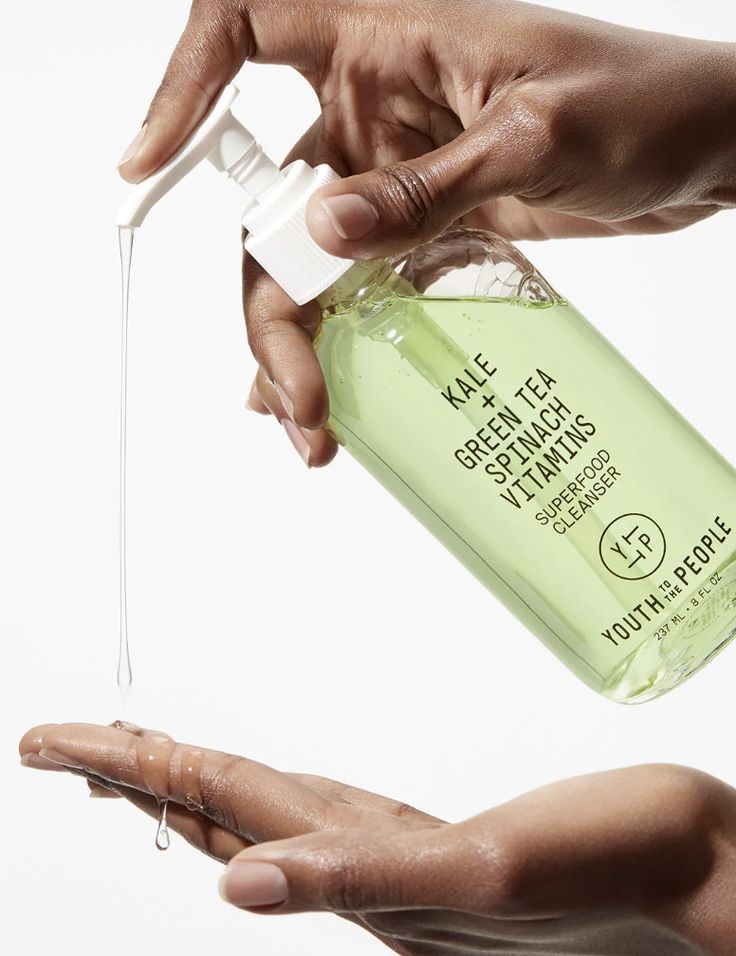 KALE
+
GREEN TEA
SPINACH
VITAMINS
SUPERFOOD
CLEANSER
YTTP
YOUTH TO THE PEOPLE
237 ML • 8 FL OZ